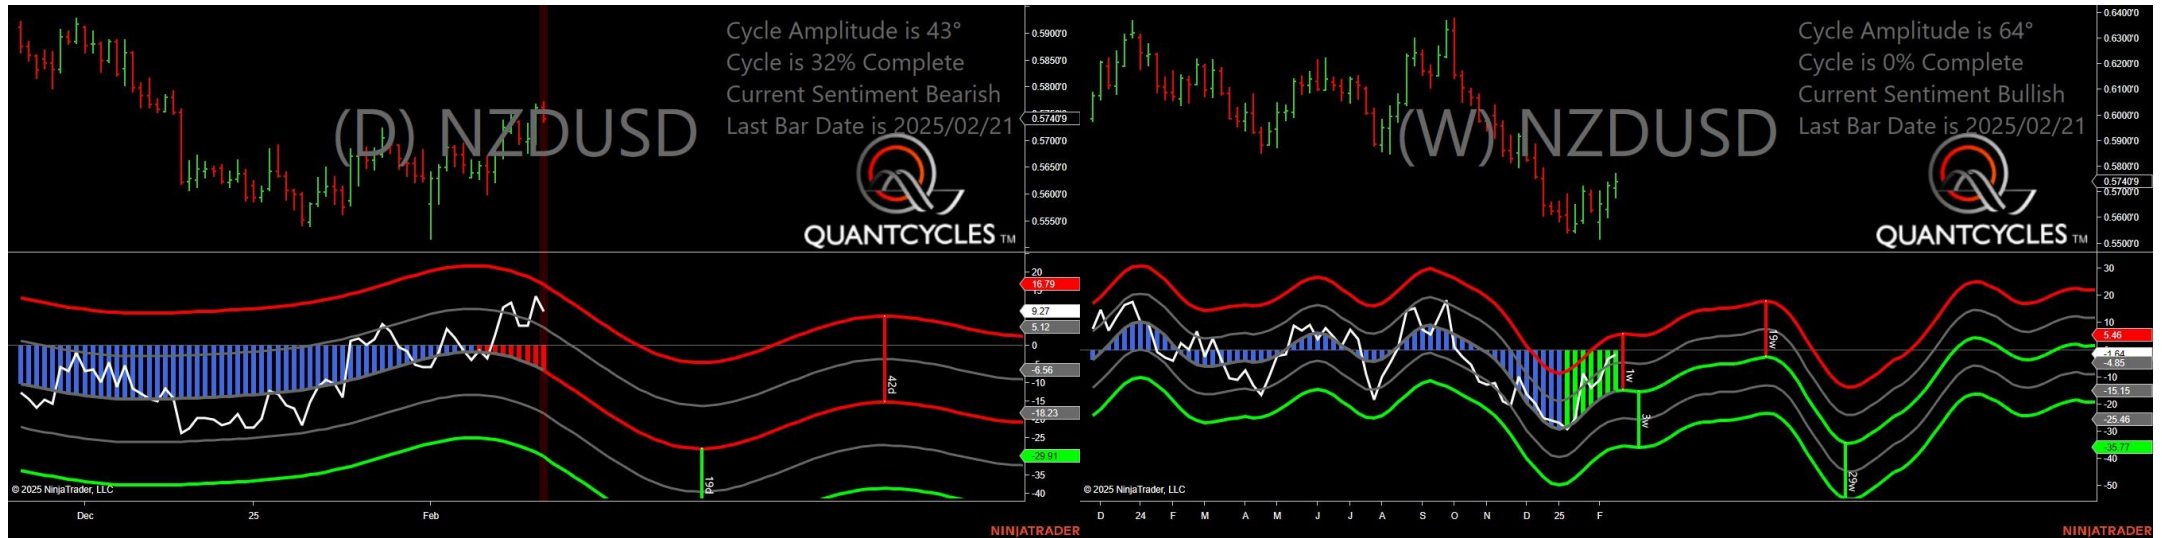 Cycle Amplitude is 43°
Cycle is 32% Complete
Current Sentiment Bearish
Last Bar Date is 2025/02/21
(D) NZDUSD
QUANTCYCLES TM
0.5900'0
0.5850'0
0.5800'0
0.5740'9
0.5700'0
0.5650'0
0.5600'0
0.5550'0
20
16.79
9.27
5.12
0
-6.56
-10
-15
-18.23
-25
-29.91
-35
-40
42d
19d
© 2025 NinjaTrader, LLC
Dec
25
Feb
NINJATRADER
Cycle Amplitude is 64°
Cycle is 0% Complete
Current Sentiment Bullish
Last Bar Date is 2025/02/21
(W) NZDUSD
QUANTCYCLES TM
0.6400'0
0.6300'0
0.6200'0
0.6100'0
0.6000'0
0.5900'0
0.5800'0
0.5740'9
0.5700'0
0.5600'0
0.5500'0
30
20
10
5.46
-1.64
-4.85
-10
-15.15
-20
-25.46
-30
-35.77
-40
-50
1w
3w
19w
29w
© 2025 NinjaTrader, LLC
D 24 F M A M J J A S O N D 25 F
NINJATRADER